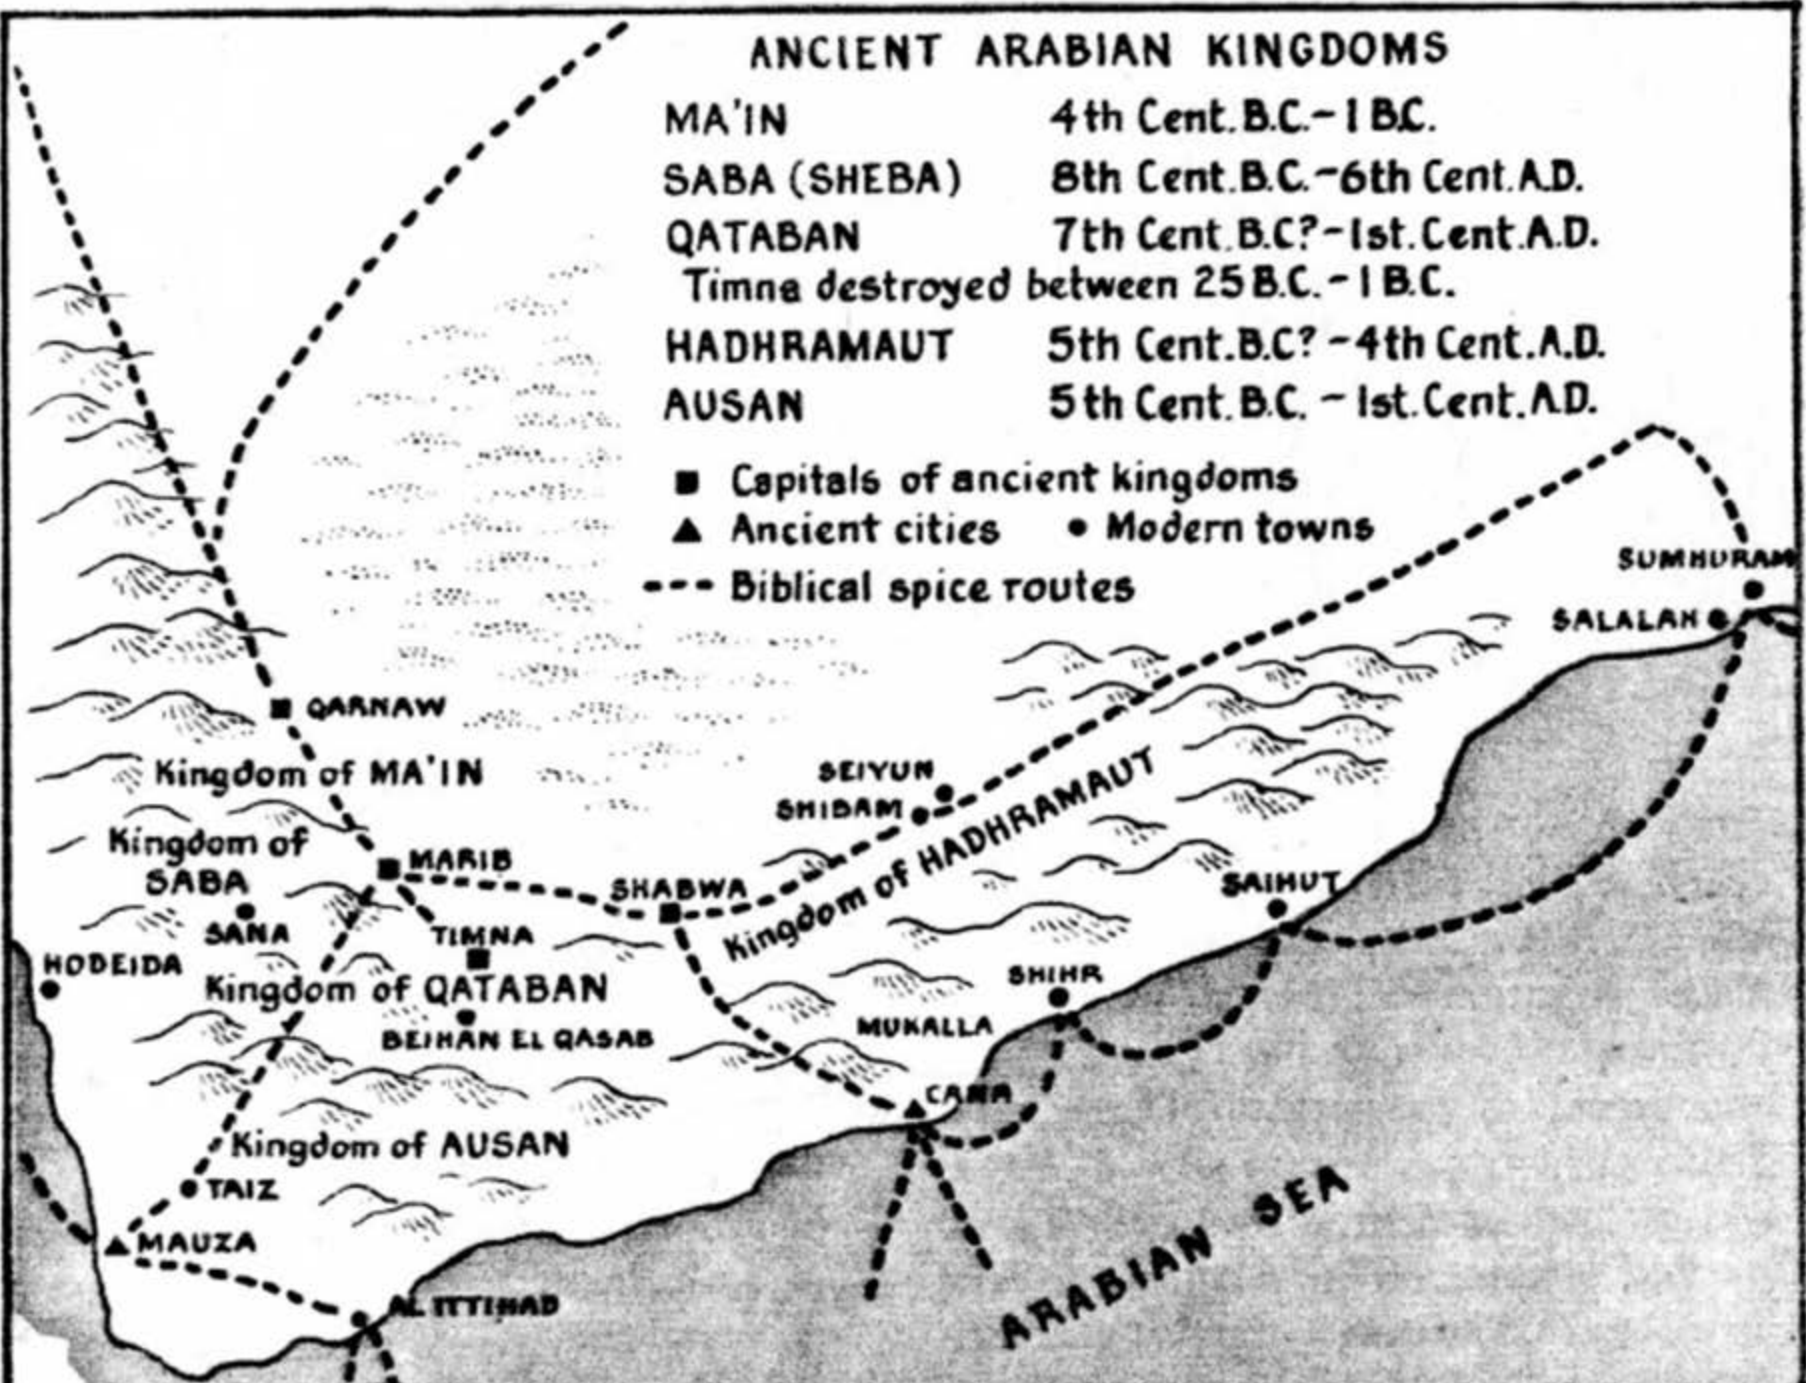 ANCIENT ARABIAN KINGDOMS
MA'IN 4th Cent. B.C.-1 B.C.
SABA (SHEBA) 8th Cent. B.C.-6th Cent. A.D.
QATABAN 7th Cent. B.C?-1st. Cent. A.D.
Timna destroyed between 25 B.C.-1 B.C.
HADHRAMAUT 5th Cent. B.C?-4th Cent. A.D.
AUSAN 5th Cent. B.C. - 1st. Cent. A.D.
Capitals of ancient kingdoms
Ancient cities
Modern towns
Biblical spice routes
SUMHURAM
SALALAH
QARNAW
Kingdom of MA'IN
SEIYUN
SHIBAM
Kingdom of HADHRAMAUT
Kingdom of
SABA
MARIB
SHABWA
SAIHUT
SANA
TIMNA
HODEIDA
Kingdom of QATABAN
SHIHR
BEIHAN EL QASAB
MUKALLA
CANA
Kingdom of AUSAN
TAIZ
MAUZA
AL ITTIHAD
ARABIAN SEA